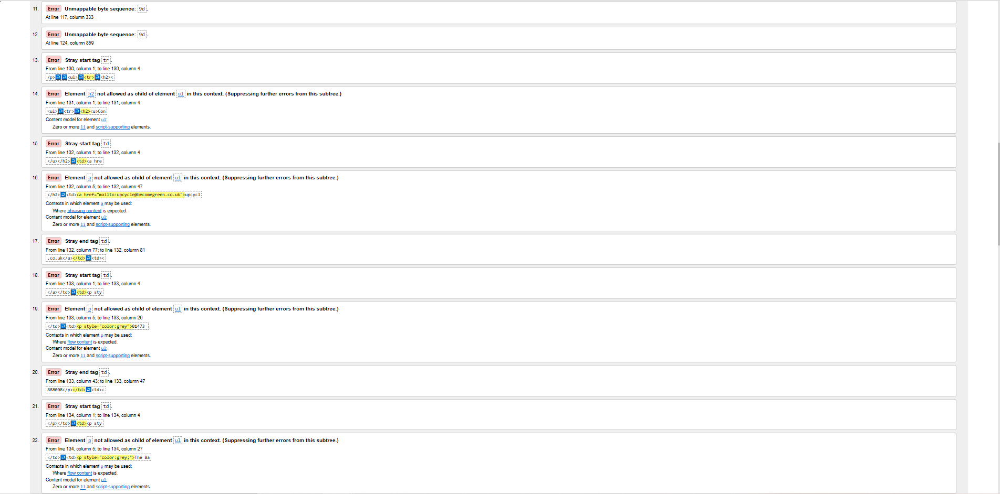 11. Error Unmappable byte sequence: 9d.
At line 117, column 333
12. Error Unmappable byte sequence: 9d.
At line 124, column 859
13. Error Stray start tag tr.
From line 130, column 1; to line 130, column 4
/p>↩↩<ul>↩<tr>↩<h2><
14. Error Element h2 not allowed as child of element ul in this context. (Suppressing further errors from this subtree.)
From line 131, column 1; to line 131, column 4
<ul>↩<tr>↩<h2><u>Con
Content model for element ul:
Zero or more li and script-supporting elements.
15. Error Stray start tag td.
From line 132, column 1; to line 132, column 4
</u></h2>↩<td><a hre
16. Error Element a not allowed as child of element ul in this context. (Suppressing further errors from this subtree.)
From line 132, column 5; to line 132, column 47
</h2>↩<td><a href="mailto:upcycle@becomegreen.co.uk">upcycl
Contexts in which element a may be used:
Where phrasing content is expected.
Content model for element ul:
Zero or more li and script-supporting elements.
17. Error Stray end tag td.
From line 132, column 77; to line 132, column 81
.co.uk</a></td>↩<td><
18. Error Stray start tag td.
From line 133, column 1; to line 133, column 4
</a></td>↩<td><p sty
19. Error Element p not allowed as child of element ul in this context. (Suppressing further errors from this subtree.)
From line 133, column 5; to line 133, column 26
</td>↩<td><p style="color:grey">01473
Contexts in which element p may be used:
Where flow content is expected.
Content model for element ul:
Zero or more li and script-supporting elements.
20. Error Stray end tag td.
From line 133, column 43; to line 133, column 47
888008</p></td>↩<td><
21. Error Stray start tag td.
From line 134, column 1; to line 134, column 4
</p></td>↩<td><p sty
22. Error Element p not allowed as child of element ul in this context. (Suppressing further errors from this subtree.)
From line 134, column 5; to line 134, column 27
</td>↩<td><p style="color:grey;">The Ba
Contexts in which element p may be used:
Where flow content is expected.
Content model for element ul:
Zero or more li and script-supporting elements.